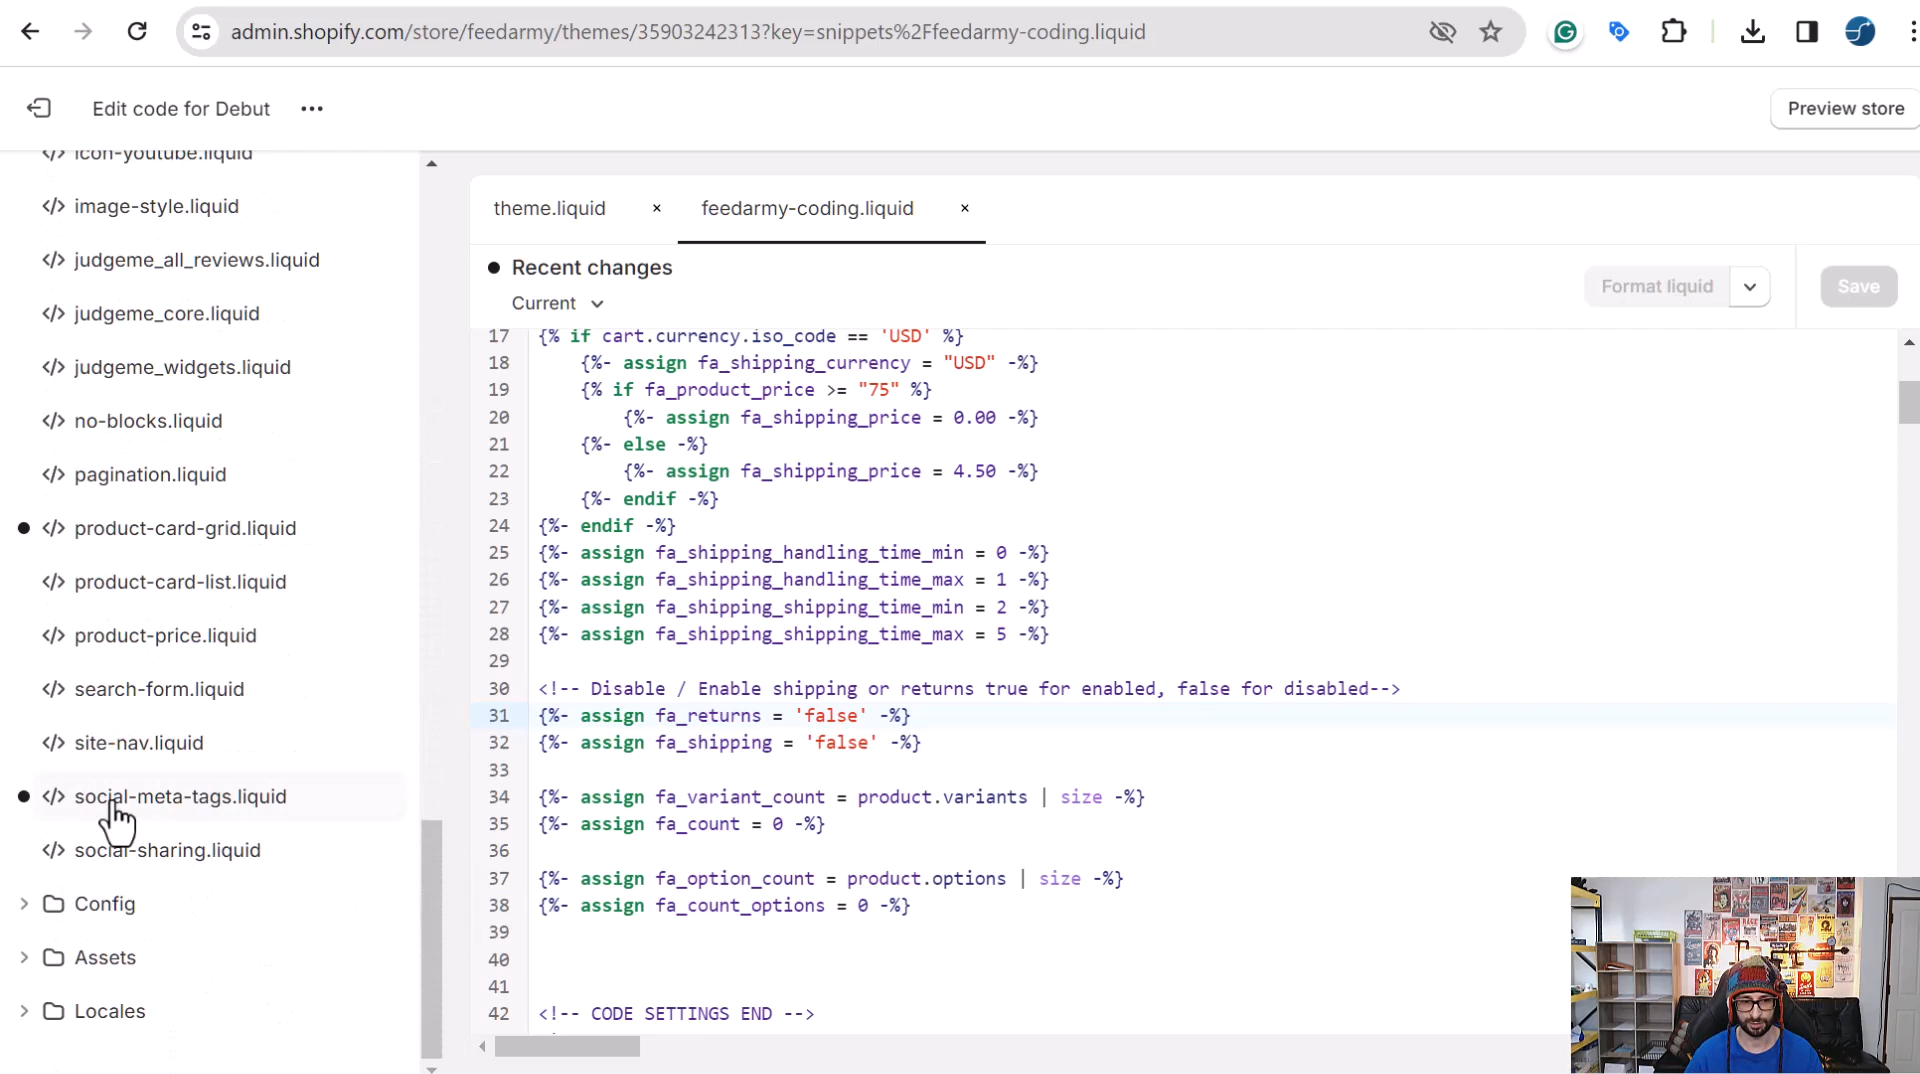 admin.shopify.com/store/feedarmy/themes/35903242313?key=snippets%2Ffeedarmy-coding.liquid
Edit code for Debut
Preview store
icon-youtube.liquid
image-style.liquid
judgeme_all_reviews.liquid
judgeme_core.liquid
judgeme_widgets.liquid
no-blocks.liquid
pagination.liquid
product-card-grid.liquid
product-card-list.liquid
product-price.liquid
search-form.liquid
site-nav.liquid
social-meta-tags.liquid
social-sharing.liquid
Config
Assets
Locales
theme.liquid × feedarmy-coding.liquid ×
Recent changes
Current
Format liquid
Save
17 {% if cart.currency.iso_code == 'USD' %}
18 {%- assign fa_shipping_currency = "USD" -%}
19 {% if fa_product_price >= "75" %}
20 {%- assign fa_shipping_price = 0.00 -%}
21 {%- else -%}
22 {%- assign fa_shipping_price = 4.50 -%}
23 {%- endif -%}
24 {%- endif -%}
25 {%- assign fa_shipping_handling_time_min = 0 -%}
26 {%- assign fa_shipping_handling_time_max = 1 -%}
27 {%- assign fa_shipping_shipping_time_min = 2 -%}
28 {%- assign fa_shipping_shipping_time_max = 5 -%}
29
30 <!-- Disable / Enable shipping or returns true for enabled, false for disabled-->
31 {%- assign fa_returns = 'false' -%}
32 {%- assign fa_shipping = 'false' -%}
33
34 {%- assign fa_variant_count = product.variants | size -%}
35 {%- assign fa_count = 0 -%}
36
37 {%- assign fa_option_count = product.options | size -%}
38 {%- assign fa_count_options = 0 -%}
39
40
41
42 <!-- CODE SETTINGS END -->